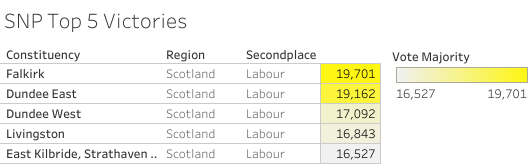 SNP Top 5 Victories
Constituency Region Secondplace
Falkirk Scotland Labour 19,701
Dundee East Scotland Labour 19,162
Dundee West Scotland Labour 17,092
Livingston Scotland Labour 16,843
East Kilbride, Strathaven .. Scotland Labour 16,527
Vote Majority
16,527 19,701